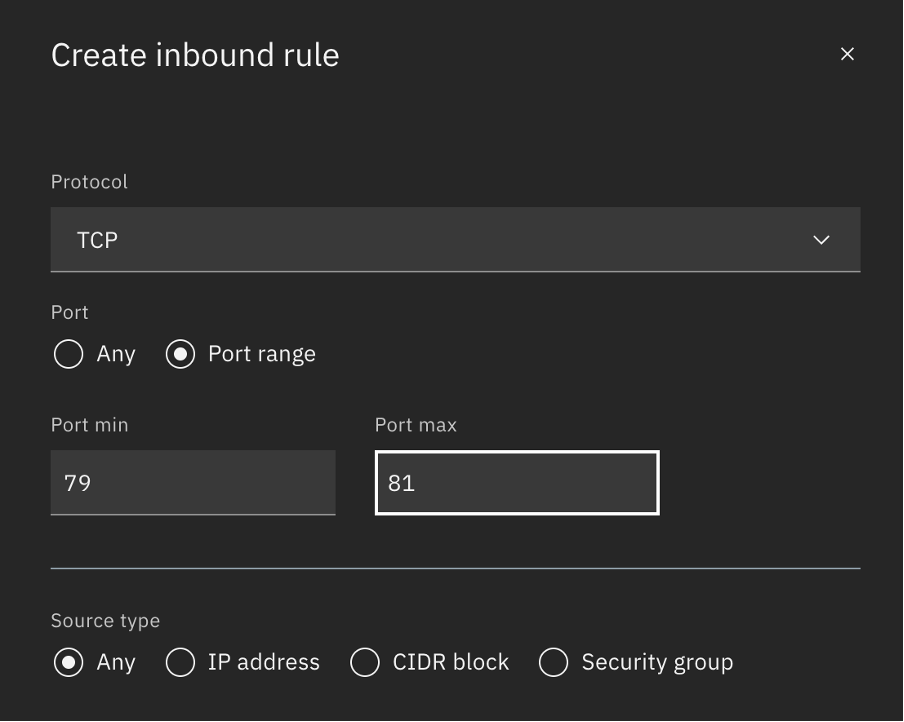 Create inbound rule
Protocol
TCP
Port
Any Port range
Port min Port max
79 81
Source type
Any IP address CIDR block Security group